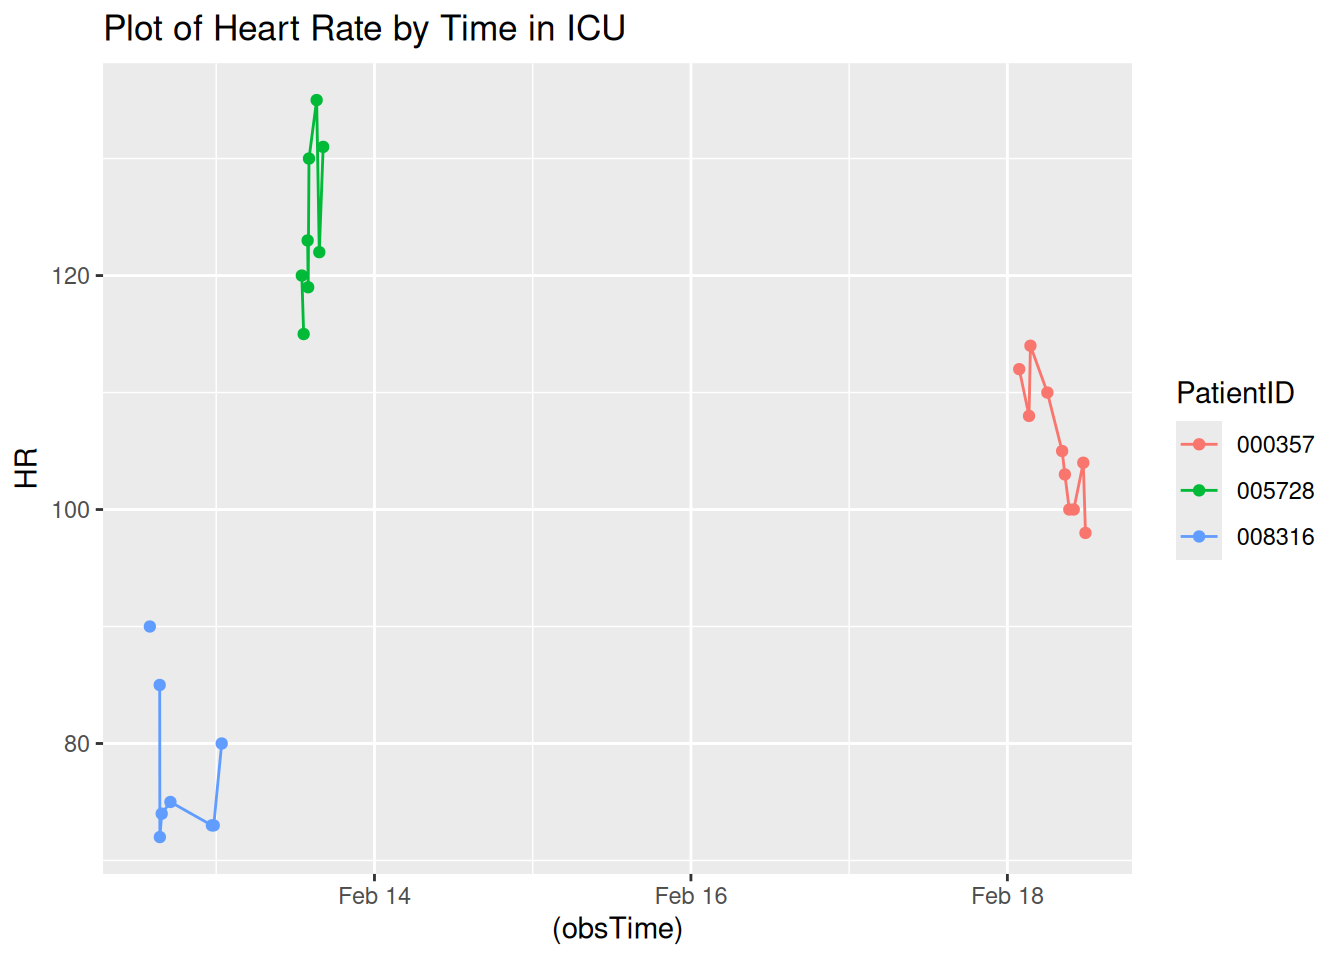 Plot of Heart Rate by Time in ICU
120
100
80
HR
Feb 14
Feb 16
Feb 18
(obsTime)
PatientID
000357
005728
008316